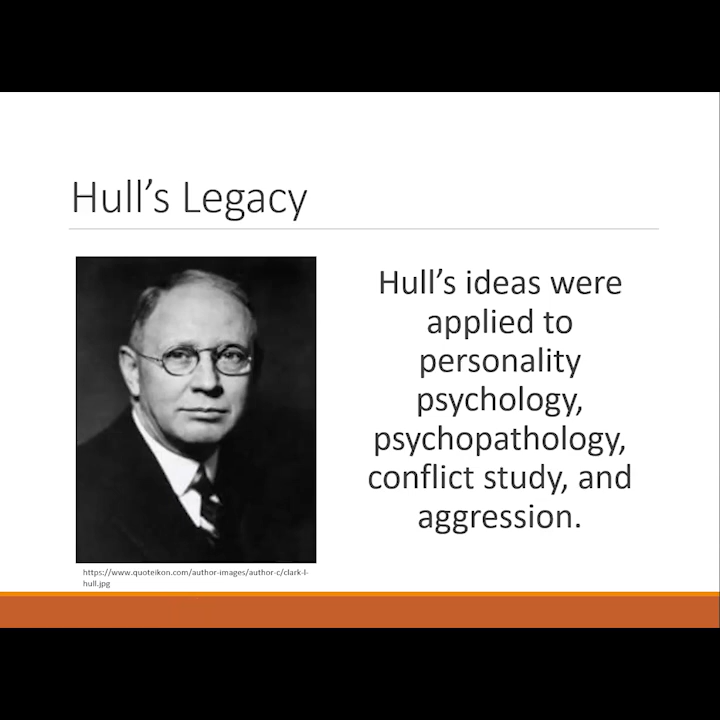 Hull’s Legacy
Hull’s ideas were
applied to
personality
psychology,
psychopathology,
conflict study, and
aggression.
https://www.quoteikon.com/author-images/author-c/clark-l-
hull.jpg